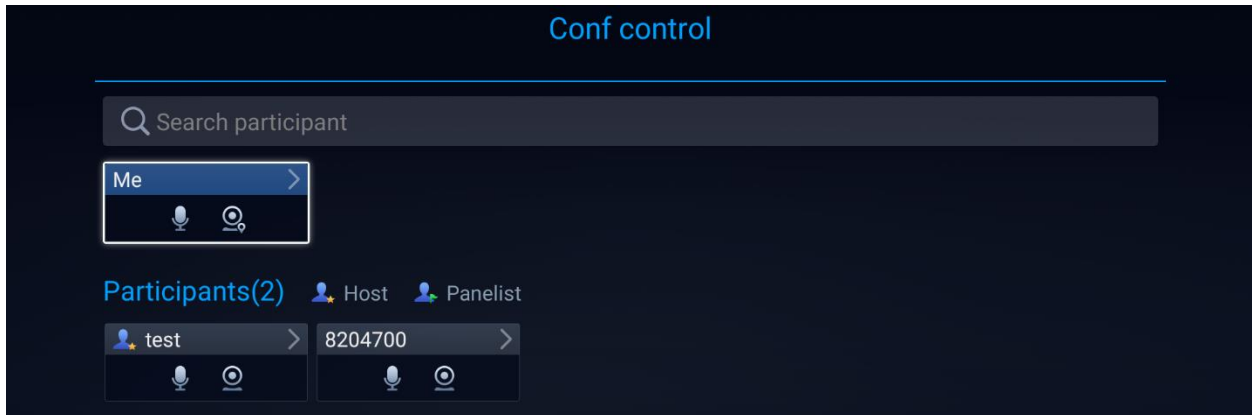 Conf control
Search participant
Me
Participants(2) Host Panelist
test 8204700